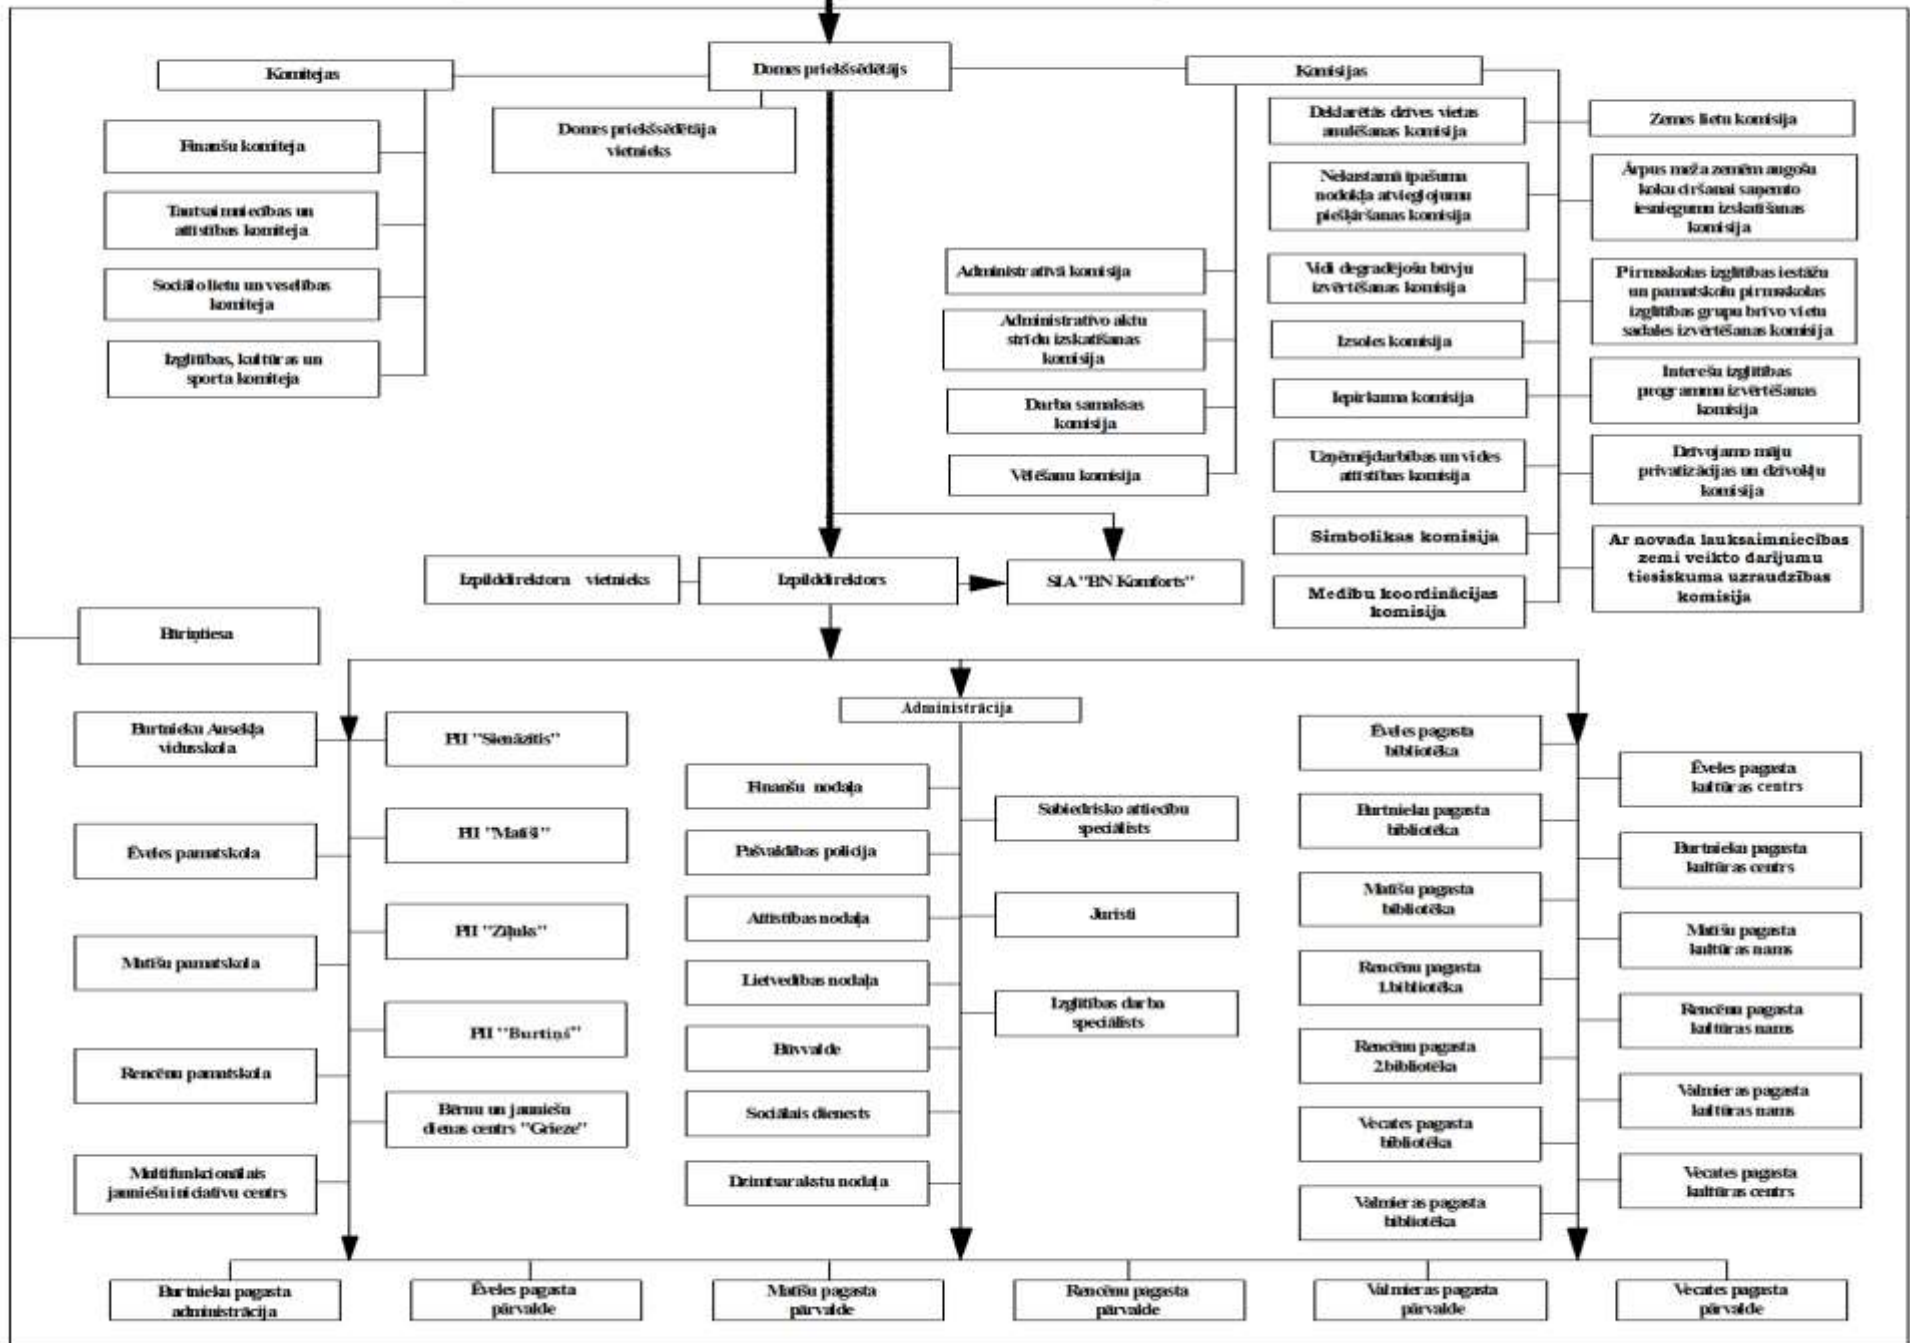 Domes priekšsēdētājs
Komitejas
Komisijas
Domes priekšsēdētāja
vietnieks
Finanšu komiteja
Tautsaimniecības un
attīstības komiteja
Sociālo lietu un veselības
komiteja
Izglītības, kultūras un
sporta komiteja
Administratīvā komisija
Administratīvo aktu
strīdu izskatīšanas
komisija
Darba samaksas
komisija
Vēlēšanu komisija
Deklarētās dzīves vietas
anulēšanas komisija
Nekustamā īpašuma
nodokļa atvieglojumu
piešķiršanas komisija
Vidi degradējošu būvju
izvērtēšanas komisija
Izsoles komisija
Iepirkuma komisija
Uzņēmējdarbības un vides
attīstības komisija
Simbolikas komisija
Medību koordinācijas
komisija
Zemes lietu komisija
Ārpus meža zemēm augošu
koku ciršanai saņemto
iesniegumu izskatīšanas
komisija
Pirmsskolas izglītības iestāžu
un pamatskolu pirmsskolas
izglītības grupu brīvo vietu
sadales izvērtēšanas komisija
Interešu izglītības
programmu izvērtēšanas
komisija
Dzīvojamo māju
privatizācijas un dzīvokļu
komisija
Ar novada lauksaimniecības
zemi veikto darījumu
tiesiskuma uzraudzības
komisija
Izpilddirektora vietnieks
Izpilddirektors
SIA "BN Komforts"
Bāriņtiesa
Administrācija
Burtnieku Ausekļa
vidusskola
Ēveles pamatskola
Matīšu pamatskola
Rencēnu pamatskola
Multifunkcionālais
jauniešu iniciatīvu centrs
PII "Sienāzītis"
PII "Matīši"
PII "Zīļuks"
PII "Burtiņš"
Bērnu un jauniešu
dienas centrs "Grieze"
Finanšu nodaļa
Pašvaldības policija
Attīstības nodaļa
Lietvedības nodaļa
Būvvalde
Sociālais dienests
Dzimtsarakstu nodaļa
Sabiedrisko attiecību
speciālists
Juristi
Izglītības darba
speciālists
Ēveles pagasta
bibliotēka
Burtnieku pagasta
bibliotēka
Matīšu pagasta
bibliotēka
Rencēnu pagasta
1.bibliotēka
Rencēnu pagasta
2.bibliotēka
Vecates pagasta
bibliotēka
Valmieras pagasta
bibliotēka
Ēveles pagasta
kultūras centrs
Burtnieku pagasta
kultūras centrs
Matīšu pagasta
kultūras nams
Rencēnu pagasta
kultūras nams
Valmieras pagasta
kultūras nams
Vecates pagasta
kultūras centrs
Burtnieku pagasta
administrācija
Ēveles pagasta
pārvalde
Matīšu pagasta
pārvalde
Rencēnu pagasta
pārvalde
Valmieras pagasta
pārvalde
Vecates pagasta
pārvalde